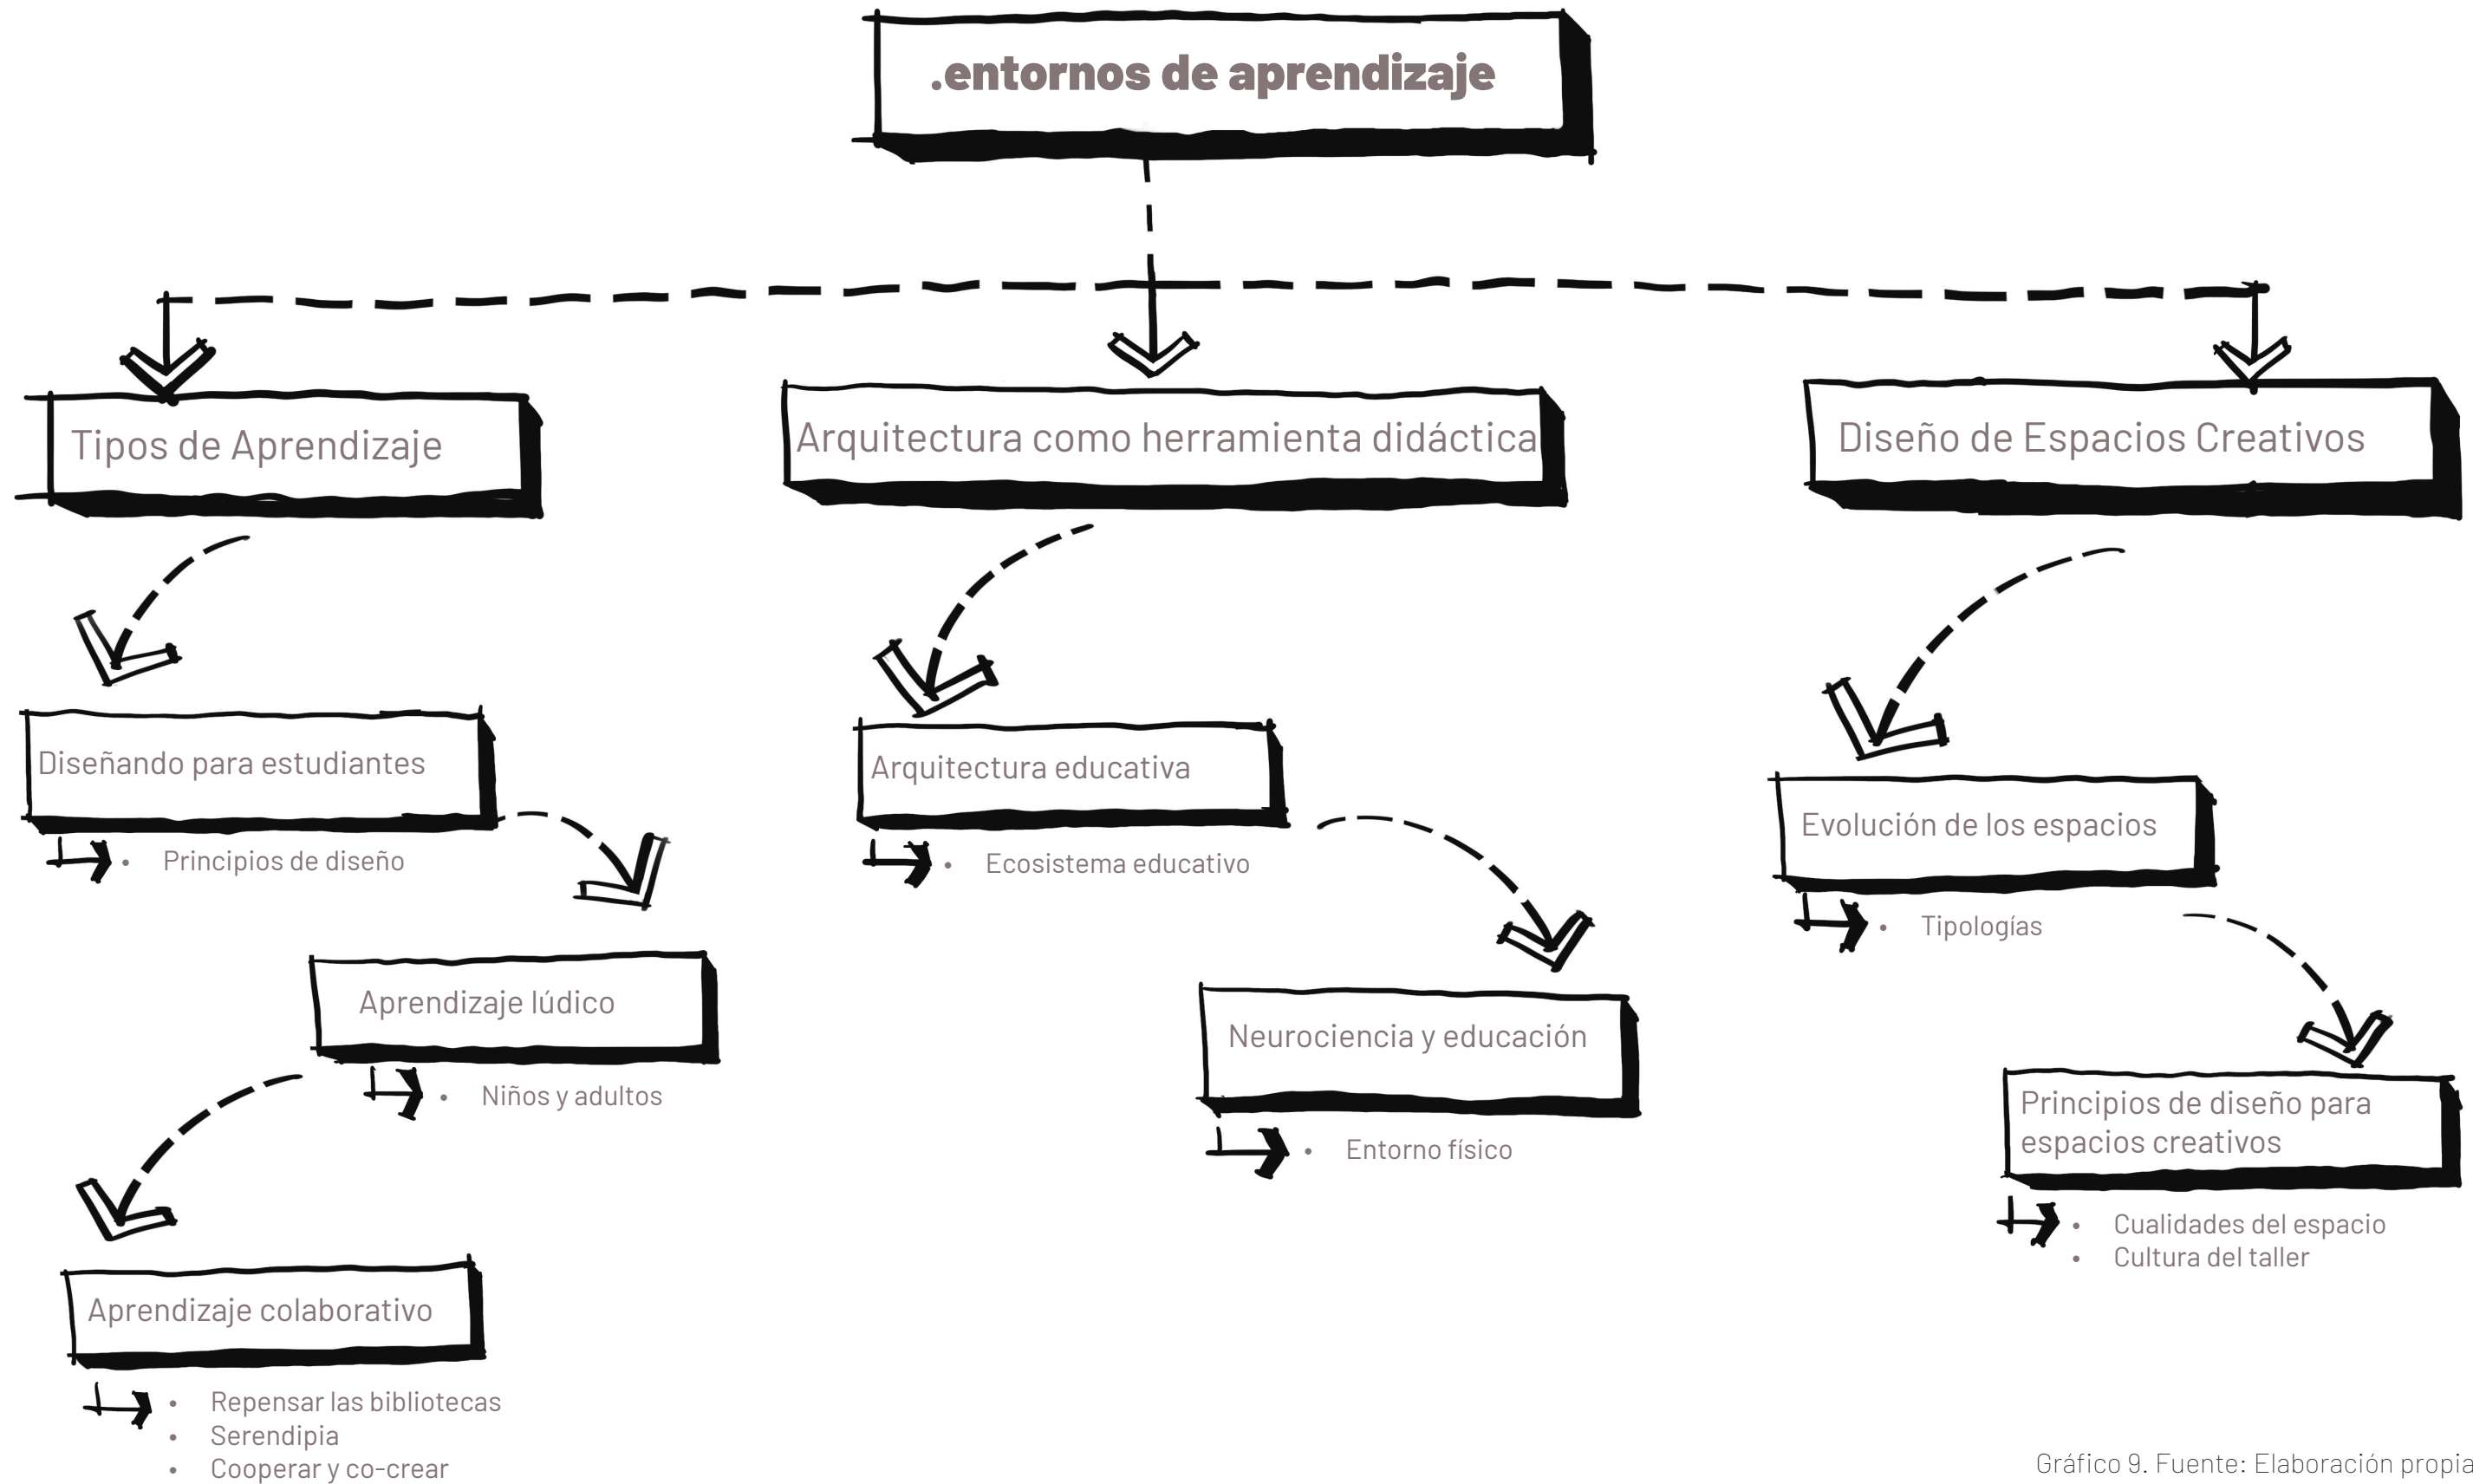 .entornos de aprendizaje
Tipos de Aprendizaje
Arquitectura como herramienta didáctica
Diseño de Espacios Creativos
Diseñando para estudiantes
• Principios de diseño
Aprendizaje lúdico
• Niños y adultos
Aprendizaje colaborativo
• Repensar las bibliotecas
• Serendipia
• Cooperar y co-crear
Arquitectura educativa
• Ecosistema educativo
Neurociencia y educación
• Entorno físico
Evolución de los espacios
• Tipologías
Principios de diseño para
espacios creativos
• Cualidades del espacio
• Cultura del taller
Gráfico 9. Fuente: Elaboración propia